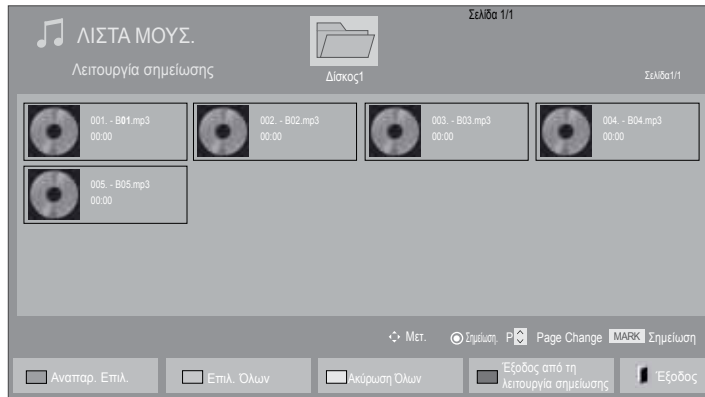 Σελίδα 1/1
ΛΙΣΤΑ ΜΟΥΣ.
Λειτουργία σημείωσης
Δίσκος1
Σελίδα1/1
001. - B01.mp3
00:00
002. - B02.mp3
00:00
003. - B03.mp3
00:00
004. - B04.mp3
00:00
005. - B05.mp3
00:00
Μετ. Σημείωση. P Page Change MARK Σημείωση
Αναπαρ. Επιλ.
Επιλ. Όλων
Ακύρωση Όλων
Έξοδος από τη
λειτουργία σημείωσης
Έξοδος